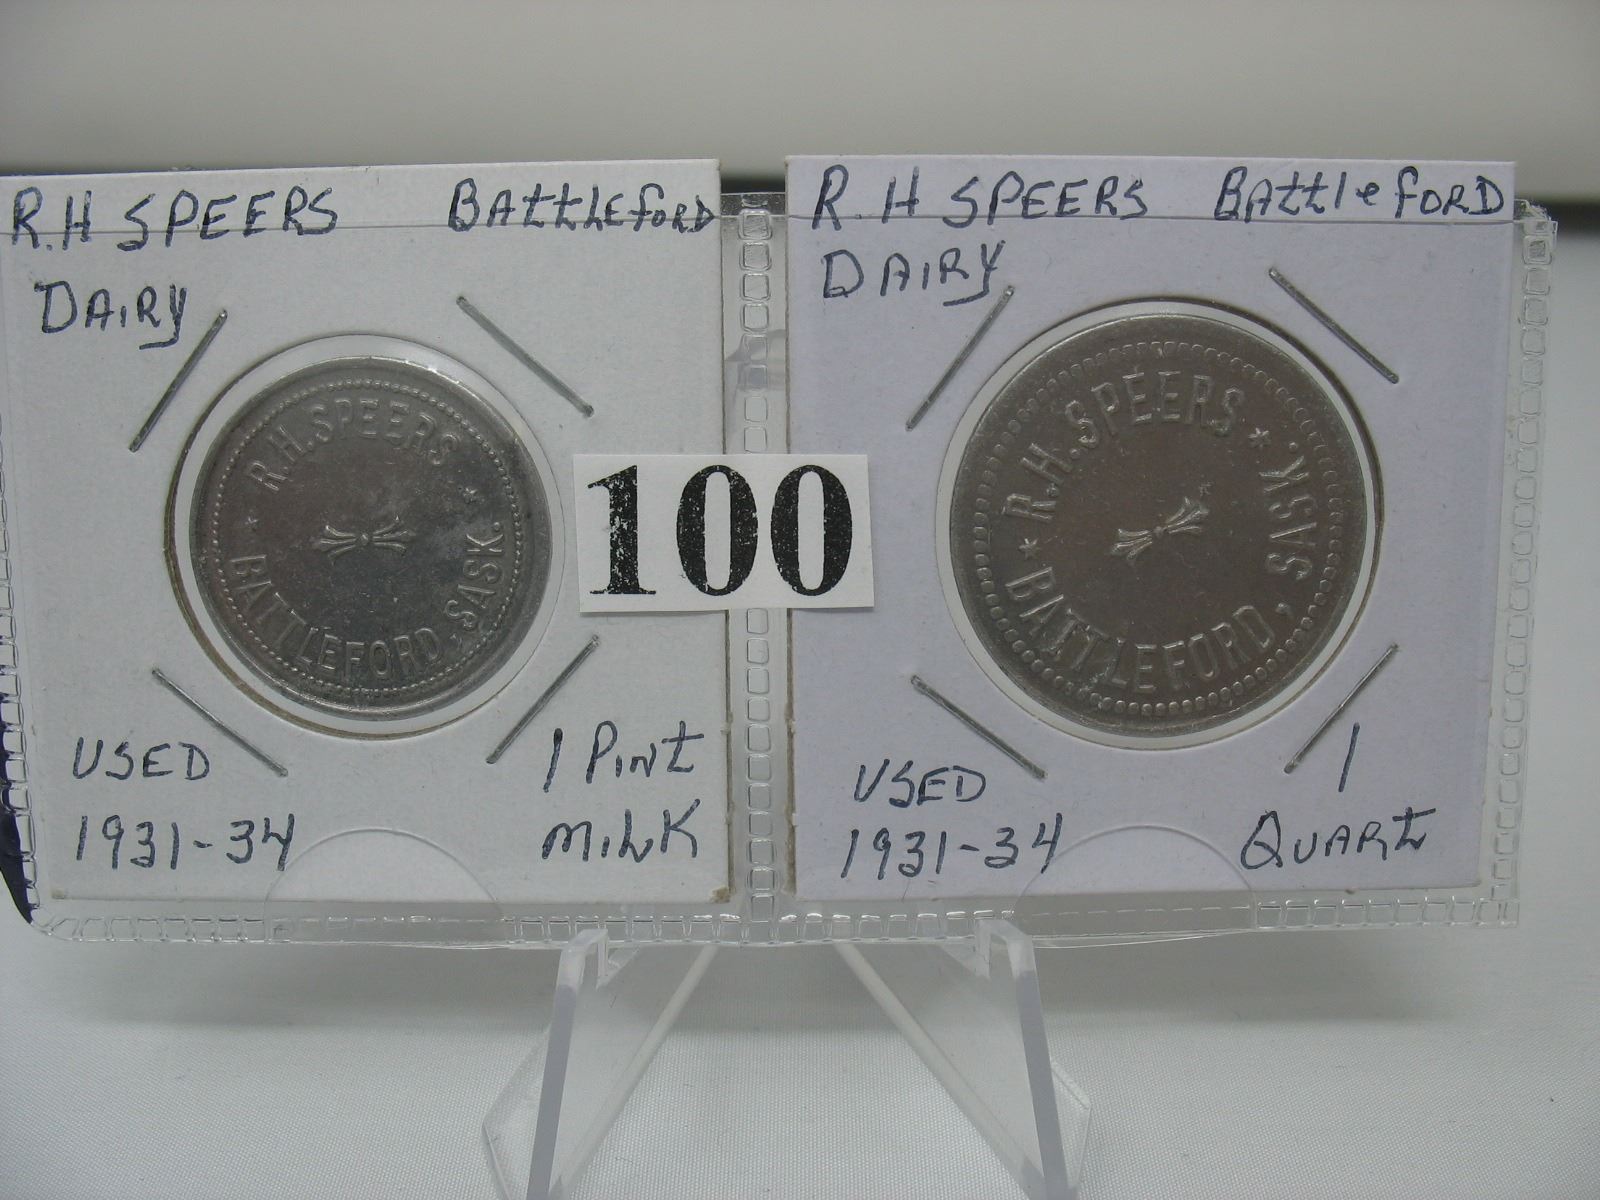 R.H SPEERS BAttLEfORD
DAiRY
R.H.SPEERS
BATTLEFORD, SASK.
USED 1 PiNt
1931-34 MiLK
100
R.H SPEERS BAttleFORD
DAiRY
R.H.SPEERS
BATTLEFORD, SASK.
USED 1
1931-34 QUARt